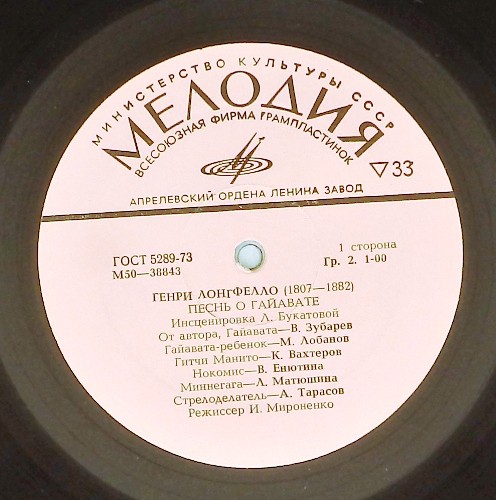 МИНИСТЕРСТВО КУЛЬТУРЫ СССР
МЕЛОДИЯ
ВСЕСОЮЗНАЯ ФИРМА ГРАМПЛАСТИНОК
33
АПРЕЛЕВСКИЙ ОРДЕНА ЛЕНИНА ЗАВОД
ГОСТ 5289-73
М50—38843
1 сторона
Гр. 2. 1-00
ГЕНРИ ЛОНГФЕЛЛО (1807—1882)
ПЕСНЬ О ГАЙАВАТЕ
Инсценировка Л. Букатовой
От автора, Гайавата—В. Зубарев
Гайавата-ребенок—М. Лобанов
Гитчи Манито—К. Вахтеров
Нокомис—В. Енютина
Миннегага—Л. Матюшина
Стрелоделатель—А. Тарасов
Режиссер И. Мироненко